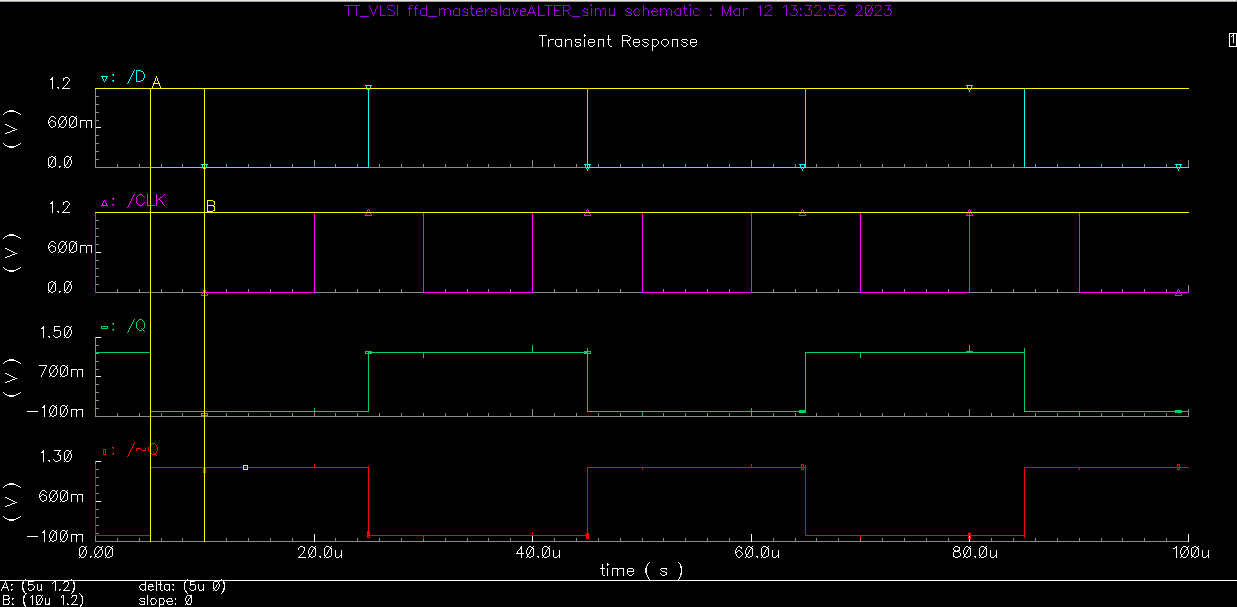 TT_VLSI ffd_masterslaveALTER_simu schematic : Mar 12 13:32:55 2023
Transient Response
1
▽: /D
A
1.2
600m
0.0
(V)
△: /CLK
B
1.2
600m
0.0
(V)
▭: /Q
1.50
700m
-100m
(V)
▯: /~Q
1.30
600m
-100m
(V)
0.00 20.0u 40.0u 60.0u 80.0u 100u
time ( s )
A: (5u 1.2) delta: (5u 0)
B: (10u 1.2) slope: 0